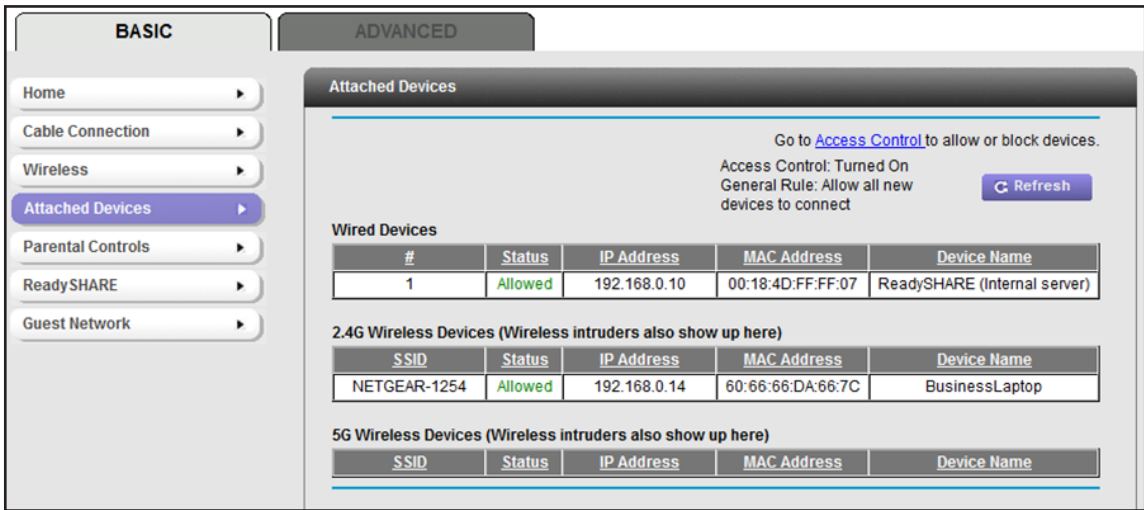 BASIC
ADVANCED
Home
Cable Connection
Wireless
Attached Devices
Parental Controls
ReadySHARE
Guest Network
Attached Devices
Go to Access Control to allow or block devices.
Access Control: Turned On
General Rule: Allow all new
devices to connect
Refresh
Wired Devices
# Status IP Address MAC Address Device Name
1 Allowed 192.168.0.10 00:18:4D:FF:FF:07 ReadySHARE (Internal server)
2.4G Wireless Devices (Wireless intruders also show up here)
SSID Status IP Address MAC Address Device Name
NETGEAR-1254 Allowed 192.168.0.14 60:66:66:DA:66:7C BusinessLaptop
5G Wireless Devices (Wireless intruders also show up here)
SSID Status IP Address MAC Address Device Name